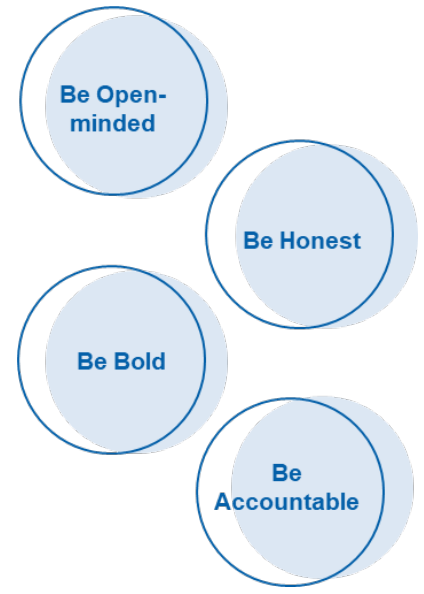 Be Open-
minded
Be Honest
Be Bold
Be
Accountable